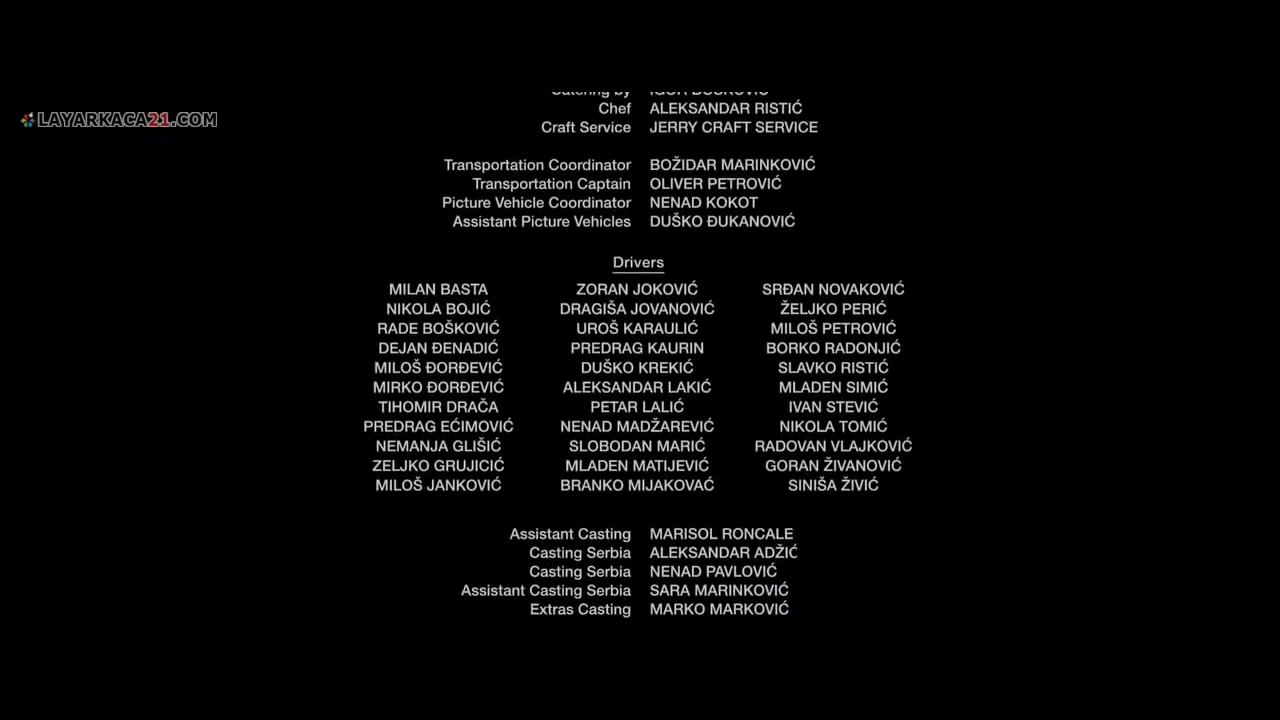 LAYARKACA21.COM
Catering by IGOR BOŠKOVIĆ
Chef ALEKSANDAR RISTIĆ
Craft Service JERRY CRAFT SERVICE
Transportation Coordinator BOŽIDAR MARINKOVIĆ
Transportation Captain OLIVER PETROVIĆ
Picture Vehicle Coordinator NENAD KOKOT
Assistant Picture Vehicles DUŠKO ĐUKANOVIĆ
Drivers
MILAN BASTA ZORAN JOKOVIĆ SRĐAN NOVAKOVIĆ
NIKOLA BOJIĆ DRAGIŠA JOVANOVIĆ ŽELJKO PERIĆ
RADE BOŠKOVIĆ UROŠ KARAULIĆ MILOŠ PETROVIĆ
DEJAN ĐENADIĆ PREDRAG KAURIN BORKO RADONJIĆ
MILOŠ ĐORĐEVIĆ DUŠKO KREKIĆ SLAVKO RISTIĆ
MIRKO ĐORĐEVIĆ ALEKSANDAR LAKIĆ MLADEN SIMIĆ
TIHOMIR DRAČA PETAR LALIĆ IVAN STEVIĆ
PREDRAG EĆIMOVIĆ NENAD MADŽAREVIĆ NIKOLA TOMIĆ
NEMANJA GLIŠIĆ SLOBODAN MARIĆ RADOVAN VLAJKOVIĆ
ZELJKO GRUJICIĆ MLADEN MATIJEVIĆ GORAN ŽIVANOVIĆ
MILOŠ JANKOVIĆ BRANKO MIJAKOVAĆ SINIŠA ŽIVIĆ
Assistant Casting MARISOL RONCALE
Casting Serbia ALEKSANDAR ADŽIĆ
Casting Serbia NENAD PAVLOVIĆ
Assistant Casting Serbia SARA MARINKOVIĆ
Extras Casting MARKO MARKOVIĆ